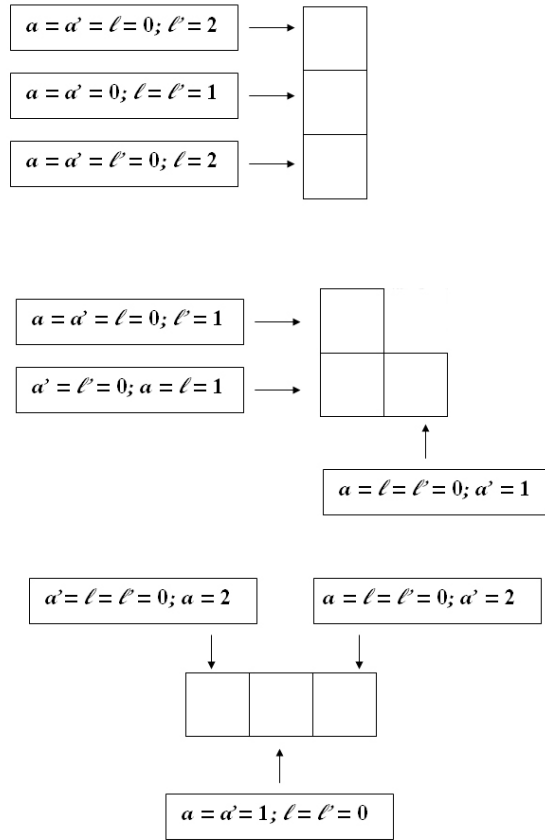 a = a' = ℓ = 0; ℓ' = 2
a = a' = 0; ℓ = ℓ' = 1
a = a' = ℓ' = 0; ℓ = 2
a = a' = ℓ = 0; ℓ' = 1
a' = ℓ' = 0; a = ℓ = 1
a = ℓ = ℓ' = 0; a' = 1
a' = ℓ = ℓ' = 0; a = 2
a = ℓ = ℓ' = 0; a' = 2
a = a' = 1; ℓ = ℓ' = 0